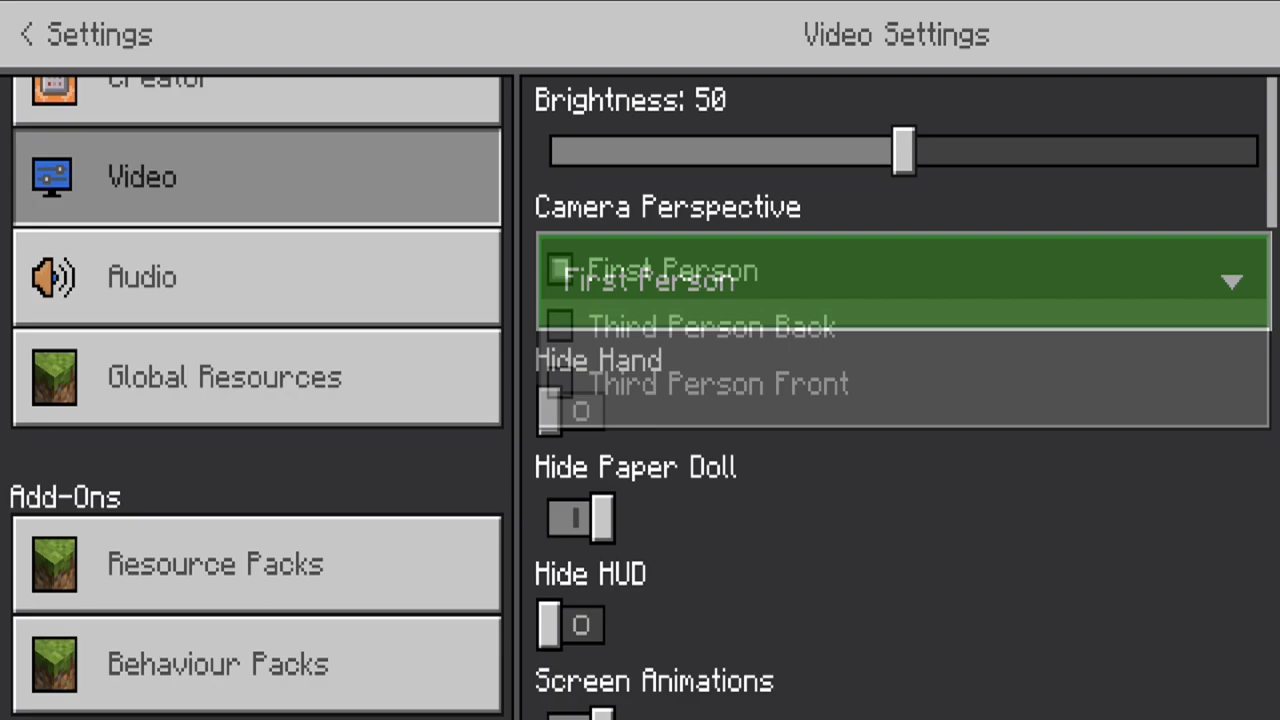 Settings
Video Settings
Creator
Video
Audio
Global Resources
Add-Ons
Resource Packs
Behaviour Packs
Brightness: 50
Camera Perspective
First Person
First Person
Third Person Back
Hide Hand
Third Person Front
Hide Paper Doll
Hide HUD
Screen Animations